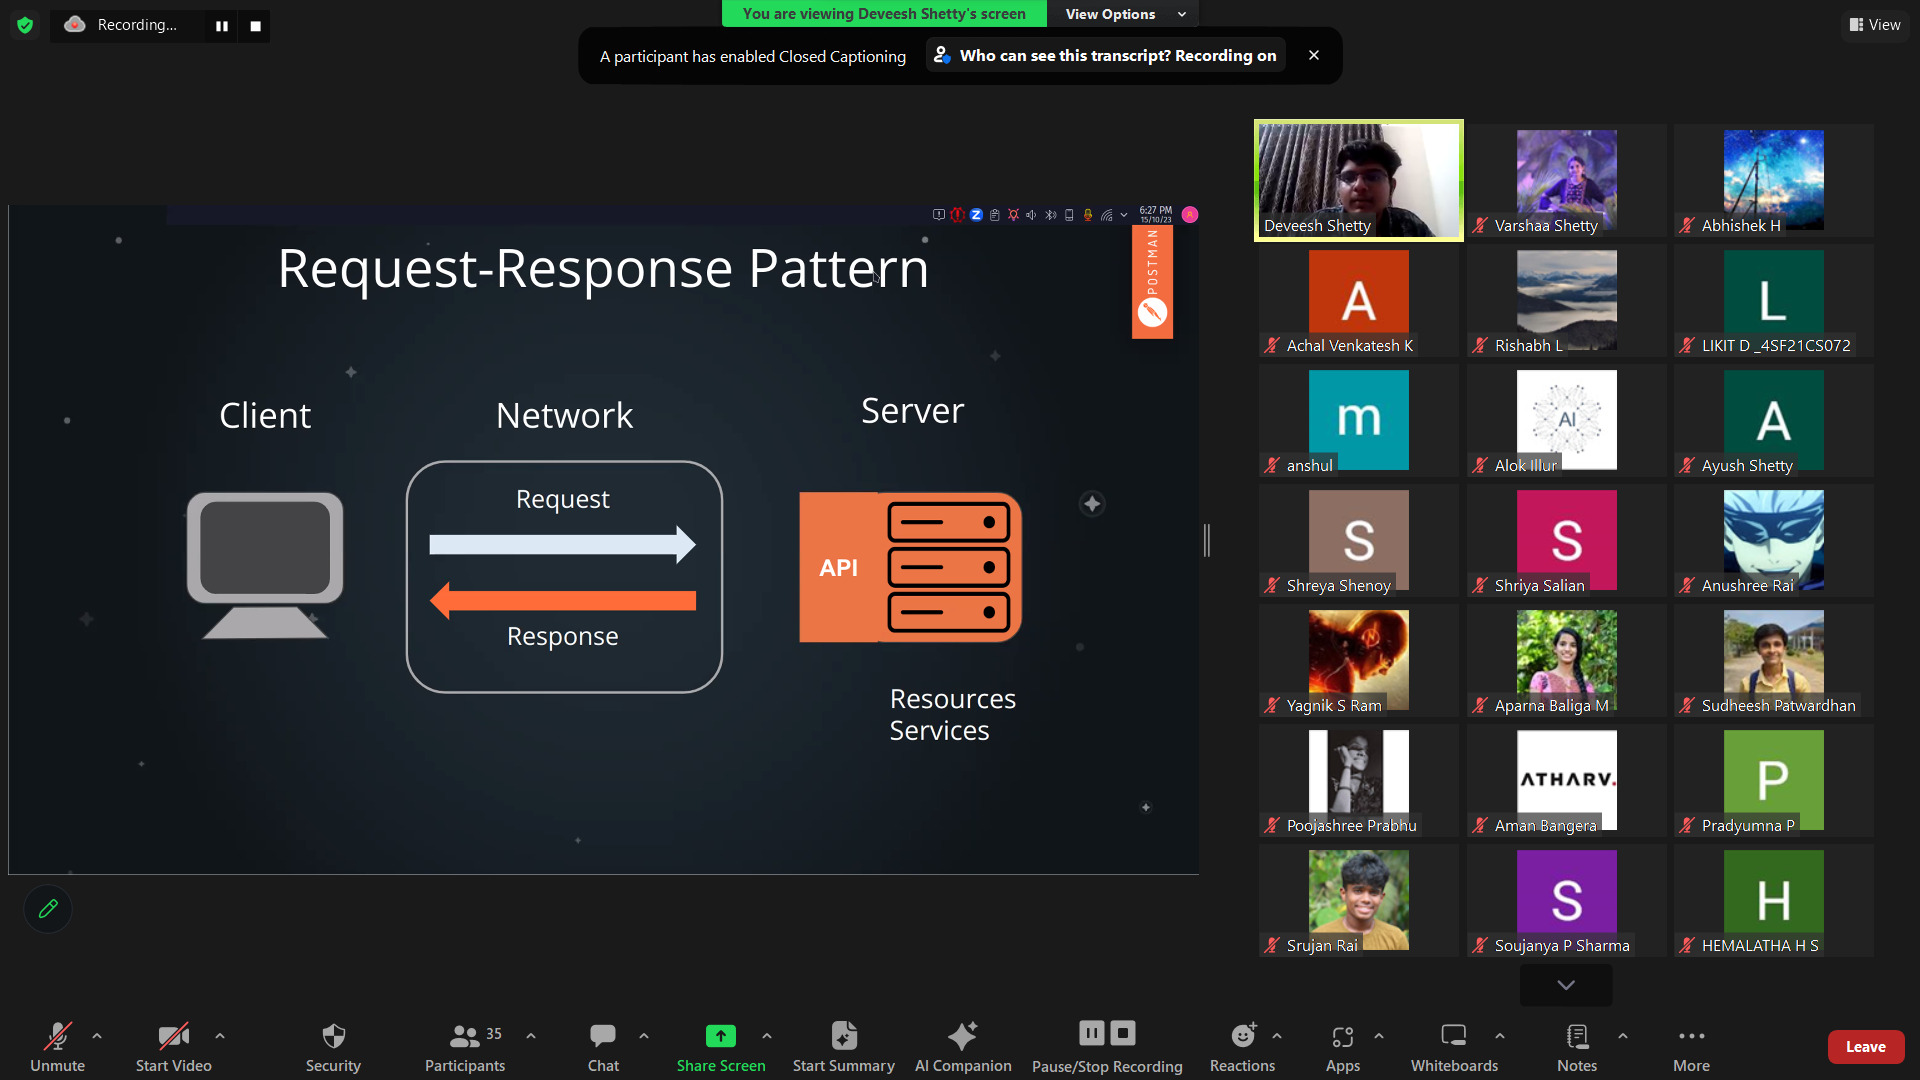 Recording...
You are viewing Deveesh Shetty's screen
View Options
View
A participant has enabled Closed Captioning
Who can see this transcript? Recording on
6:27 PM
15/10/23
Request-Response Pattern
POSTMAN
Client
Network
Server
Request
Response
API
Resources
Services
Deveesh Shetty
Varshaa Shetty
Abhishek H
A
Achal Venkatesh K
Rishabh L
L
LIKIT D _4SF21CS072
m
anshul
AI
Alok Illur
A
Ayush Shetty
S
Shreya Shenoy
S
Shriya Salian
Anushree Rai
Yagnik S Ram
Aparna Baliga M
Sudheesh Patwardhan
Poojashree Prabhu
ATHARV.
Aman Bangera
P
Pradyumna P
Srujan Rai
S
Soujanya P Sharma
H
HEMALATHA H S
Unmute
Start Video
Security
35
Participants
Chat
Share Screen
Start Summary
AI Companion
Pause/Stop Recording
Reactions
Apps
Whiteboards
Notes
More
Leave